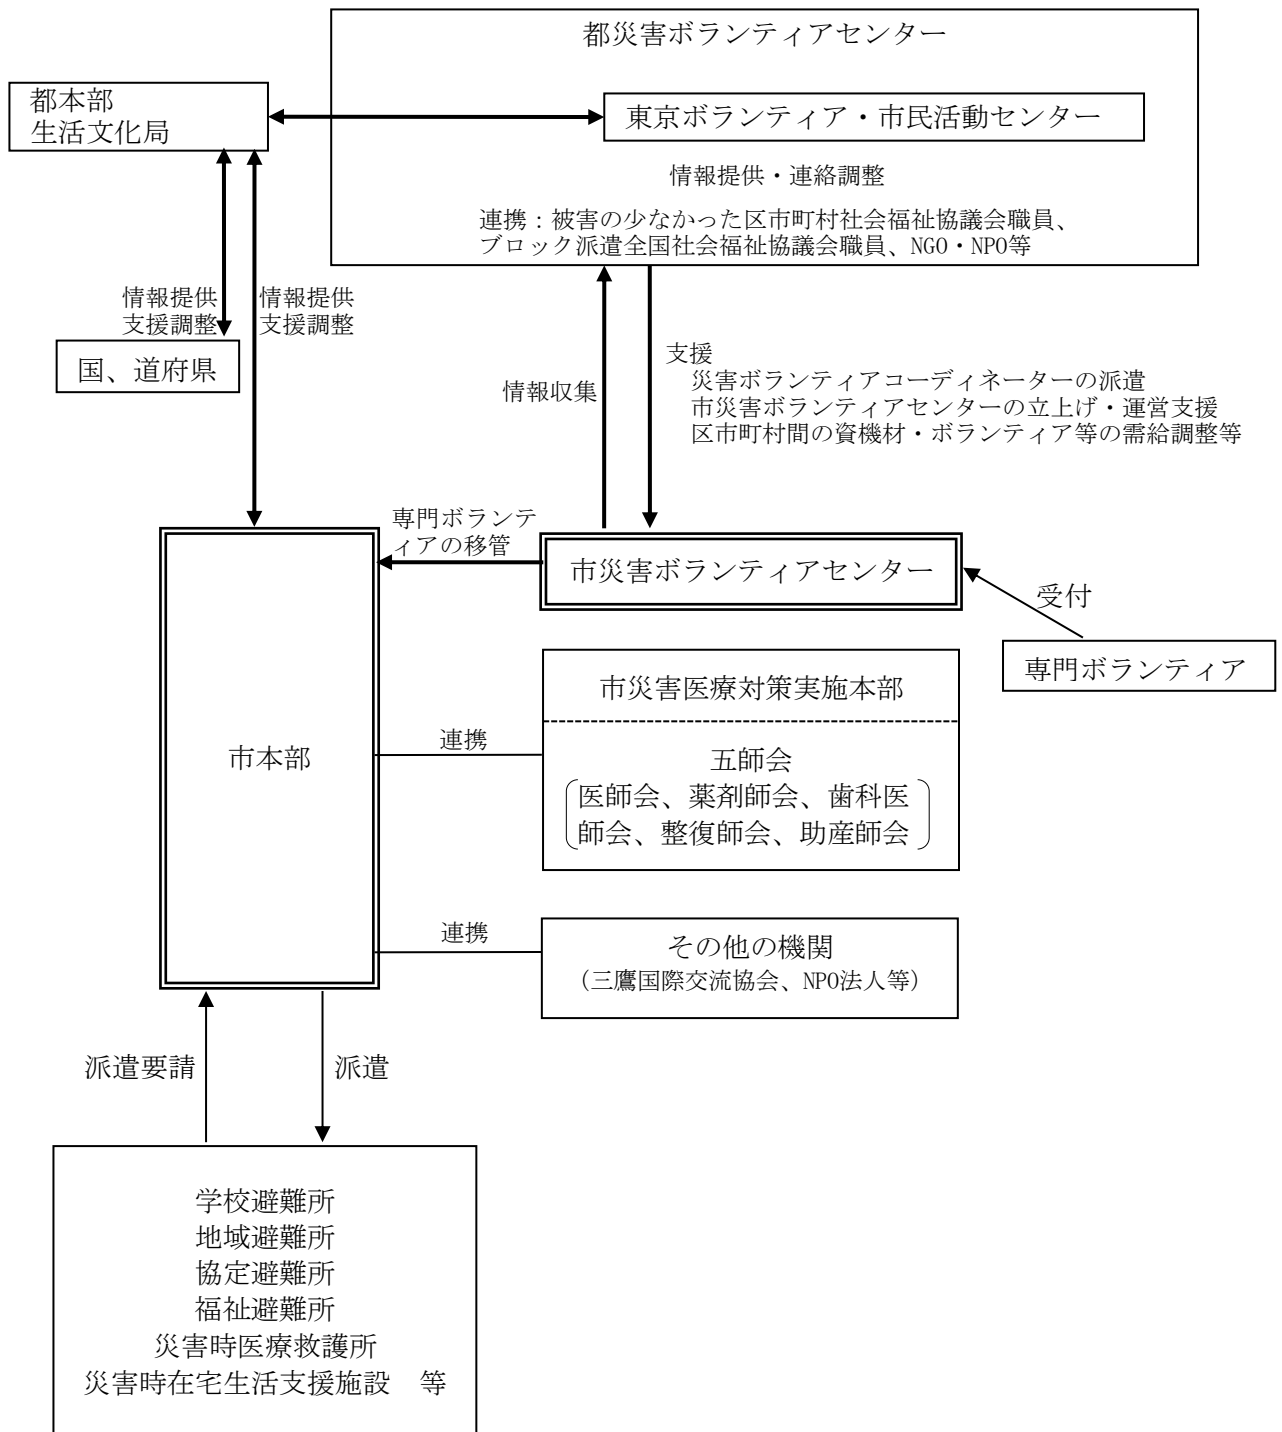 都災害ボランティアセンター
都本部
生活文化局
東京ボランティア・市民活動センター
情報提供・連絡調整
連携：被害の少なかった区市町村社会福祉協議会職員、
ブロック派遣全国社会福祉協議会職員、NGO・NPO等
情報提供
支援調整
情報提供
支援調整
国、道府県
情報収集
支援
災害ボランティアコーディネーターの派遣
市災害ボランティアセンターの立上げ・運営支援
区市町村間の資機材・ボランティア等の需給調整等
専門ボランテ
ィアの移管
市災害ボランティアセンター
受付
専門ボランティア
市災害医療対策実施本部
市本部
連携
五師会
医師会、薬剤師会、歯科医
師会、整復師会、助産師会
連携
その他の機関
（三鷹国際交流協会、NPO法人等）
派遣要請
派遣
学校避難所
地域避難所
協定避難所
福祉避難所
災害時医療救護所
災害時在宅生活支援施設　等